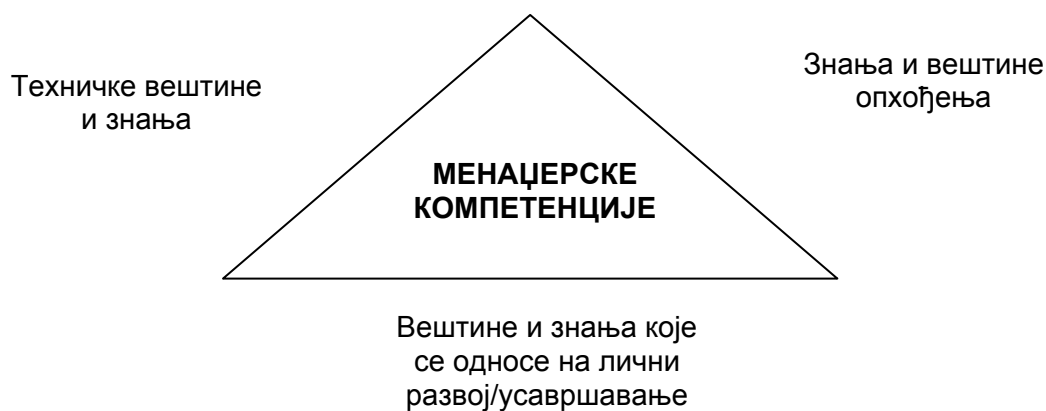 Техничке вештине
и знања
Знања и вештине
опхођења
МЕНАЏЕРСКЕ
КОМПЕТЕНЦИЈЕ
Вештине и знања које
се односе на лични
развој/усавршавање